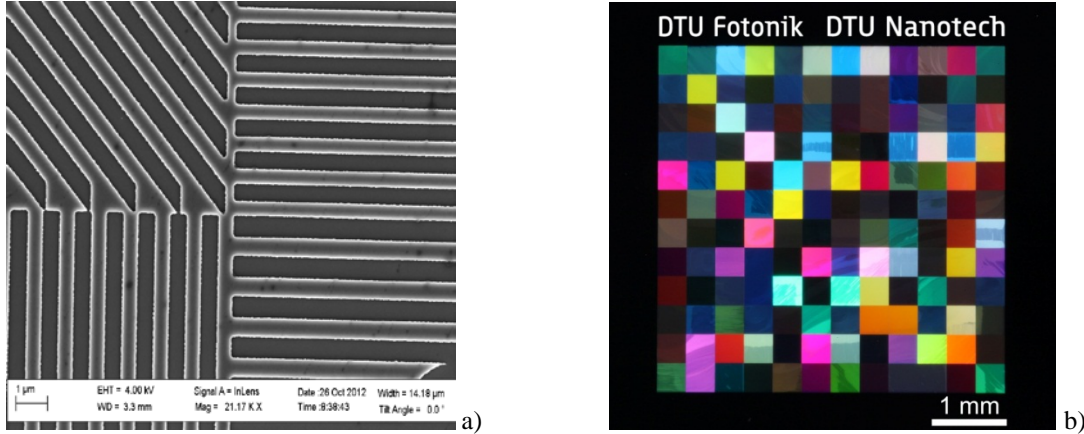 1 µm
EHT = 4.00 kV
WD = 3.3 mm
Signal A = InLens
Mag = 21.17 K X
Date :26 Oct 2012
Time :9:38:43
Width = 14.18 µm
Tilt Angle = 0.0 °
a)
DTU Fotonik DTU Nanotech
1 mm
b)